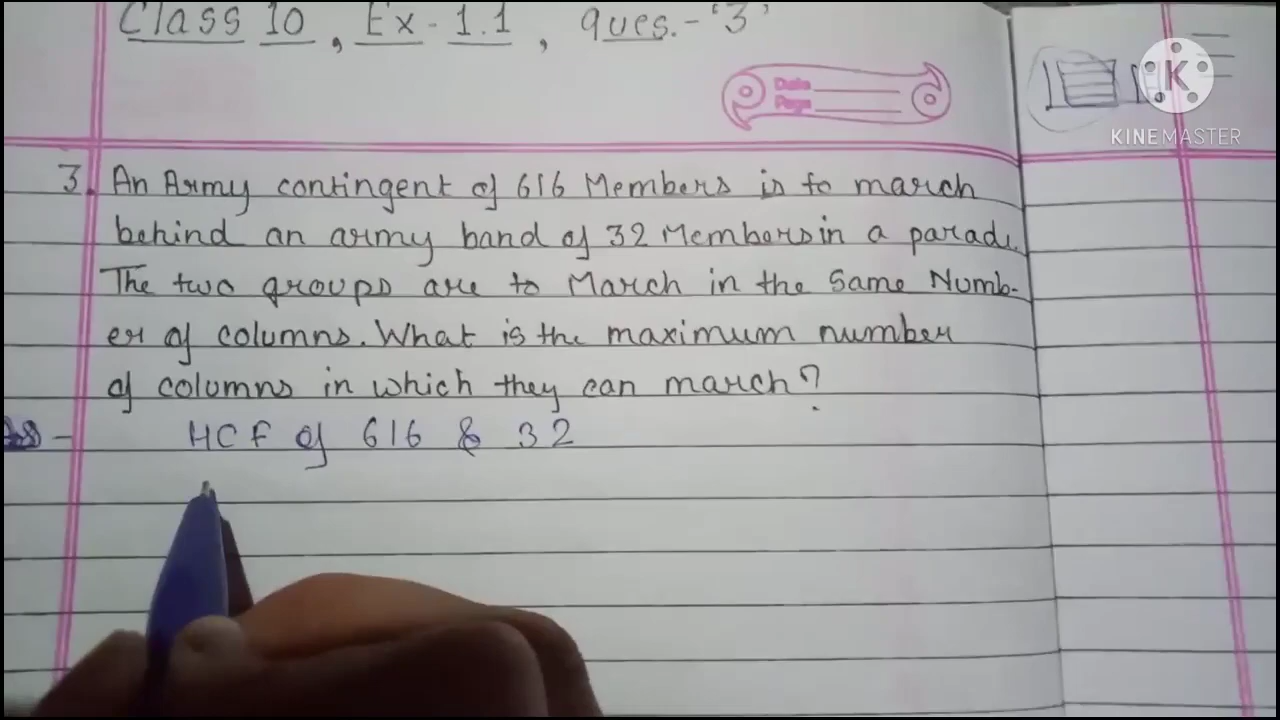 Class 10, Ex-1.1, ques.-'3'
Date
Page
K
KINEMASTER
3. An Army contingent of 616 Members is to march
behind an army band of 32 Members in a parade.
The two groups are to March in the Same Numb-
er of columns. What is the maximum number
of columns in which they can march?
HCF of 616 & 32